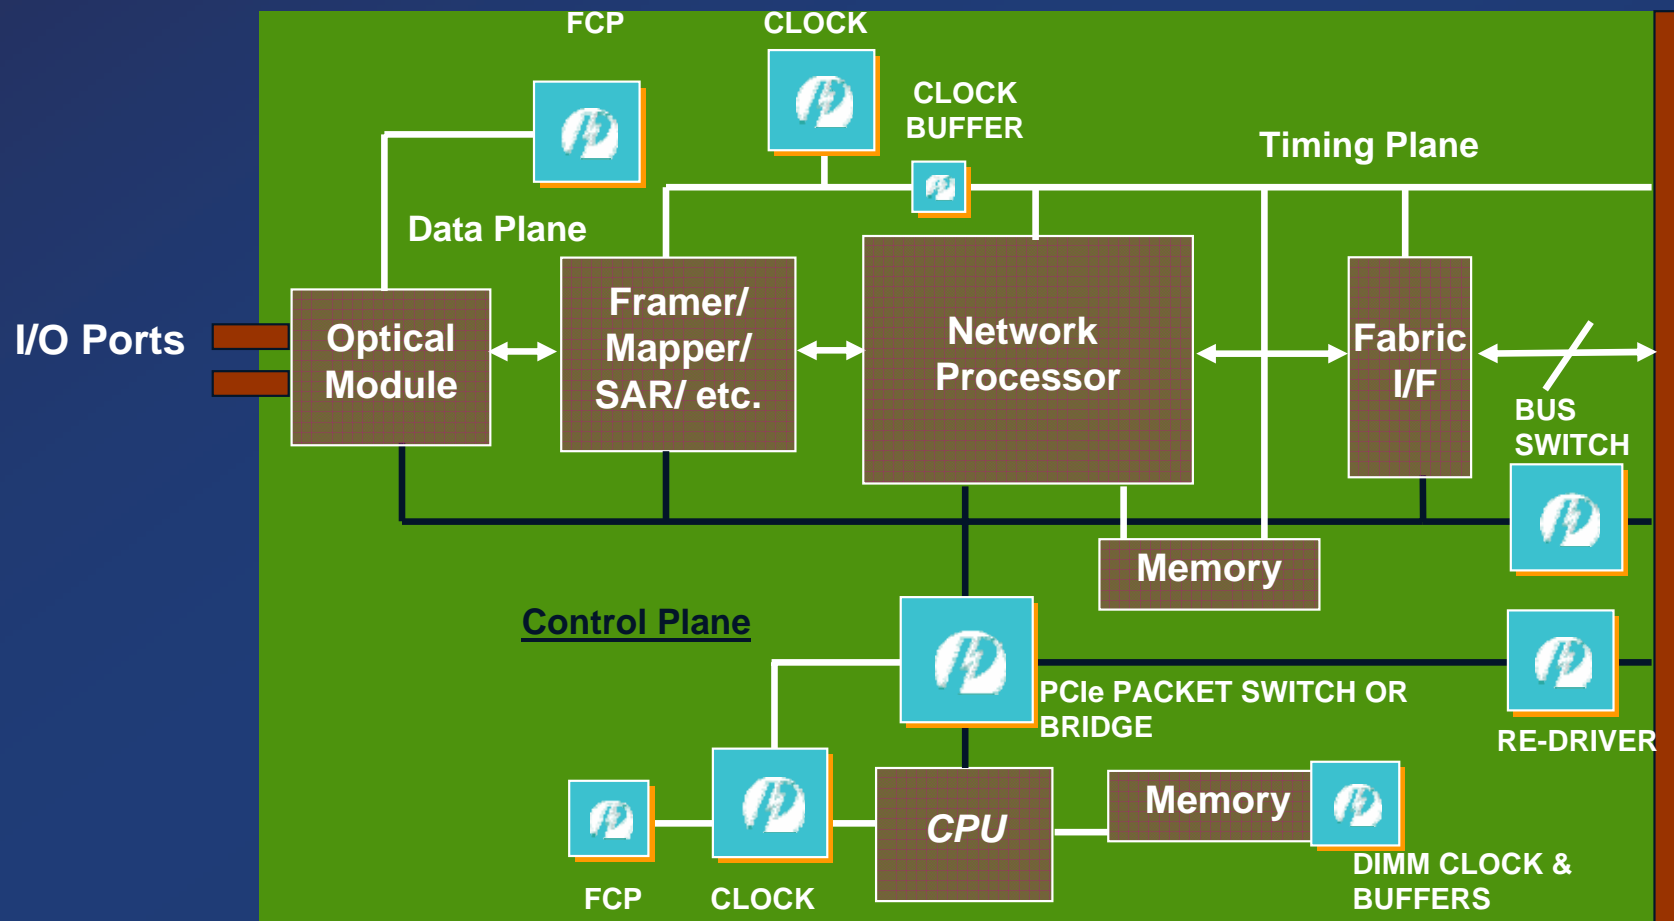 FCP
CLOCK
CLOCK
BUFFER
Timing Plane
Data Plane
I/O Ports
Optical
Module
Framer/
Mapper/
SAR/ etc.
Network
Processor
Fabric
I/F
BUS
SWITCH
Memory
Control Plane
PCIe PACKET SWITCH OR
BRIDGE
RE-DRIVER
CPU
Memory
DIMM CLOCK &
BUFFERS
FCP
CLOCK